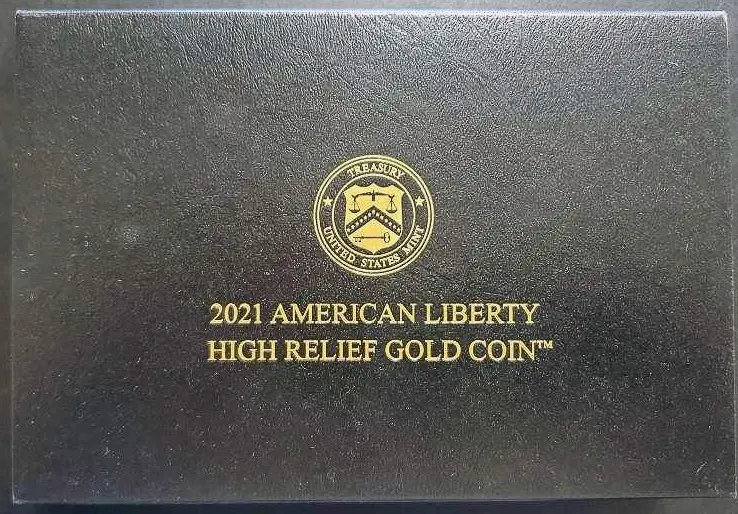 TREASURY
UNITED STATES MINT
2021 AMERICAN LIBERTY
HIGH RELIEF GOLD COIN™